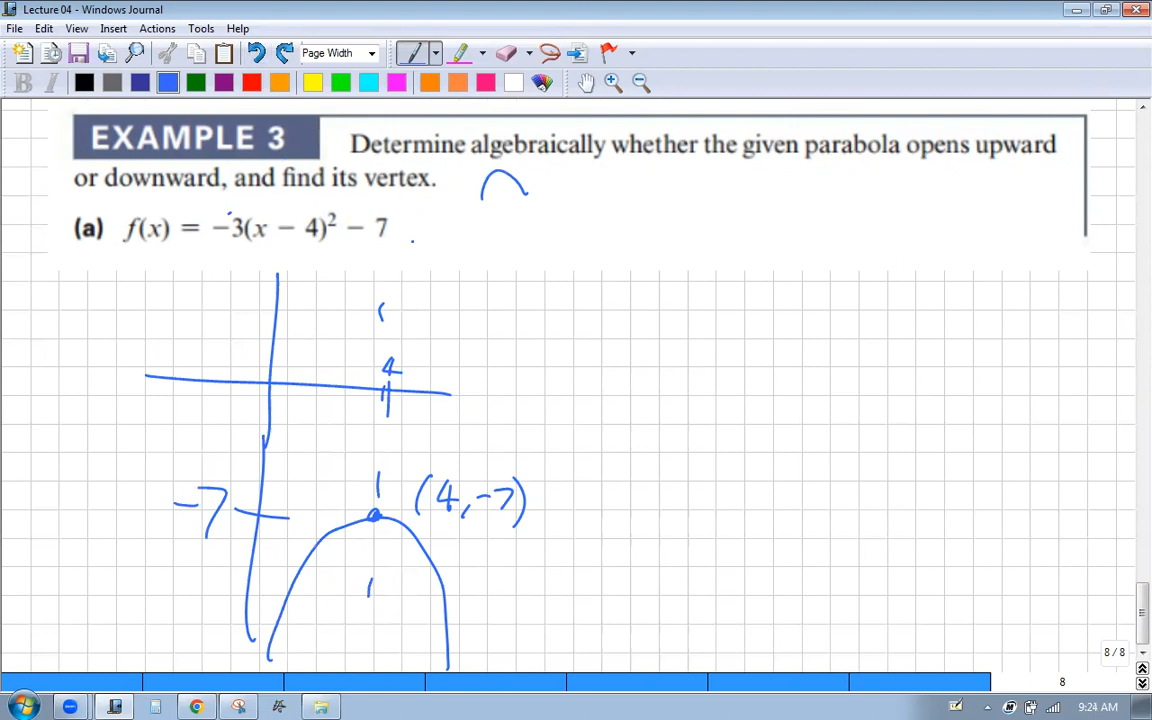 Lecture 04 - Windows Journal
File Edit View Insert Actions Tools Help
Page Width
B I
EXAMPLE 3 Determine algebraically whether the given parabola opens upward
or downward, and find its vertex.
(a) f(x) = −3(x − 4)² − 7
4
-7
(4, -7)
8 / 8
8
9:24 AM